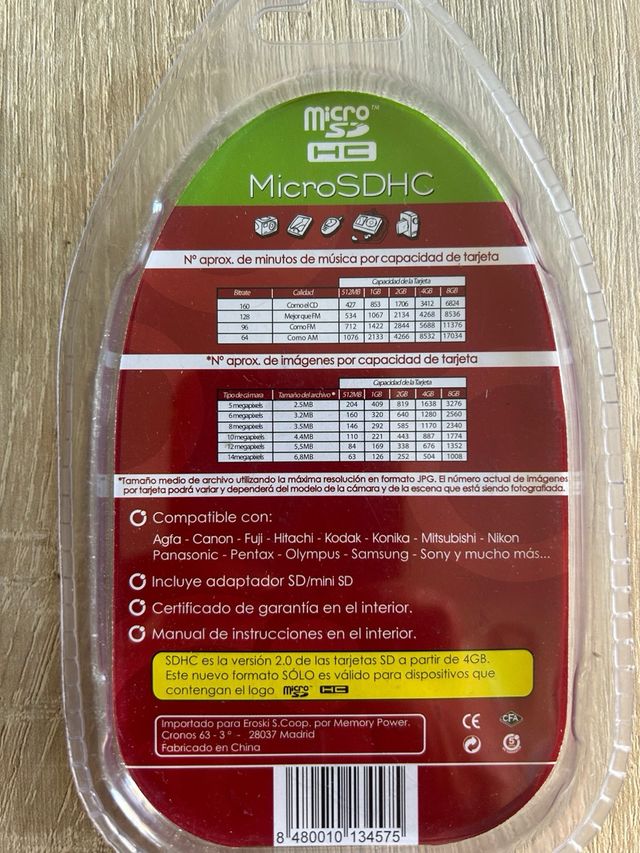 micro™
SD
HC
MicroSDHC
Nº aprox. de minutos de música por capacidad de tarjeta
Capacidad de la Tarjeta
Bitrate Calidad 512MB 1GB 2GB 4GB 8GB
160 Como el CD 427 853 1706 3412 6824
128 Mejor que FM 534 1067 2134 4268 8536
96 Como FM 712 1422 2844 5688 11376
64 Como AM 1076 2133 4266 8532 17034
*Nº aprox. de imágenes por capacidad de tarjeta
Capacidad de la Tarjeta
Tipo de cámara Tamaño del archivo * 512MB 1GB 2GB 4GB 8GB
5 megapixels 2.5MB 204 409 819 1638 3276
6 megapixels 3.2MB 160 320 640 1280 2560
8 megapixels 3.5MB 146 292 585 1170 2340
10 megapixels 4.4MB 110 221 443 887 1774
12 megapixels 5,5MB 84 169 338 676 1352
14 megapixels 6,8MB 63 126 252 504 1008
*Tamaño medio de archivo utilizando la máxima resolución en formato JPG. El número actual de imágenes
por tarjeta podrá variar y dependerá del modelo de la cámara y de la escena que está siendo fotografiada.
Compatible con:
Agfa - Canon - Fuji - Hitachi - Kodak - Konika - Mitsubishi - Nikon
Panasonic - Pentax - Olympus - Samsung - Sony y mucho más...
Incluye adaptador SD/mini SD
Certificado de garantía en el interior.
Manual de instrucciones en el interior.
SDHC es la versión 2.0 de las tarjetas SD a partir de 4GB.
Este nuevo formato SÓLO es válido para dispositivos que
contengan el logo micro SD HC
Importado para Eroski S.Coop. por Memory Power.
Cronos 63 - 3º - 28037 Madrid
Fabricado en China
CE CFA
5
8 480010 134575